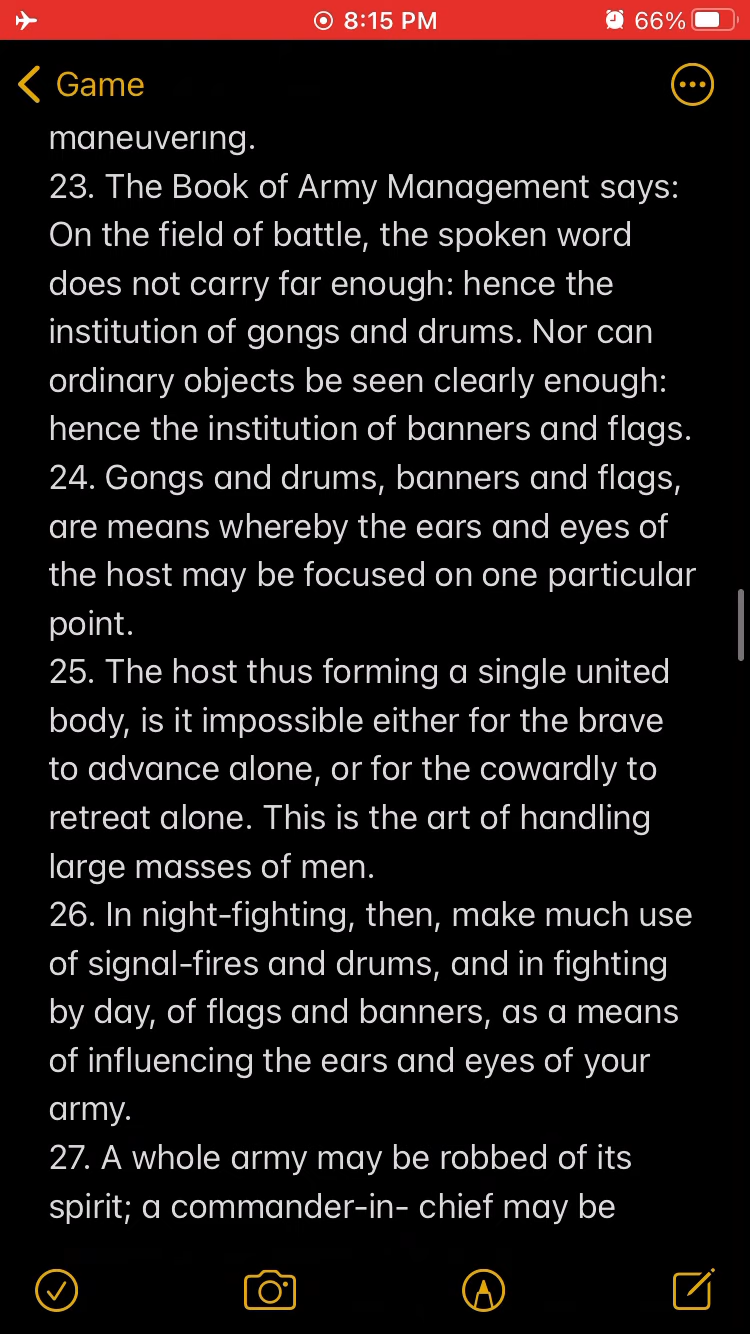 8:15 PM
66%
Game
maneuvering.
23. The Book of Army Management says:
On the field of battle, the spoken word
does not carry far enough: hence the
institution of gongs and drums. Nor can
ordinary objects be seen clearly enough:
hence the institution of banners and flags.
24. Gongs and drums, banners and flags,
are means whereby the ears and eyes of
the host may be focused on one particular
point.
25. The host thus forming a single united
body, is it impossible either for the brave
to advance alone, or for the cowardly to
retreat alone. This is the art of handling
large masses of men.
26. In night-fighting, then, make much use
of signal-fires and drums, and in fighting
by day, of flags and banners, as a means
of influencing the ears and eyes of your
army.
27. A whole army may be robbed of its
spirit; a commander-in- chief may be